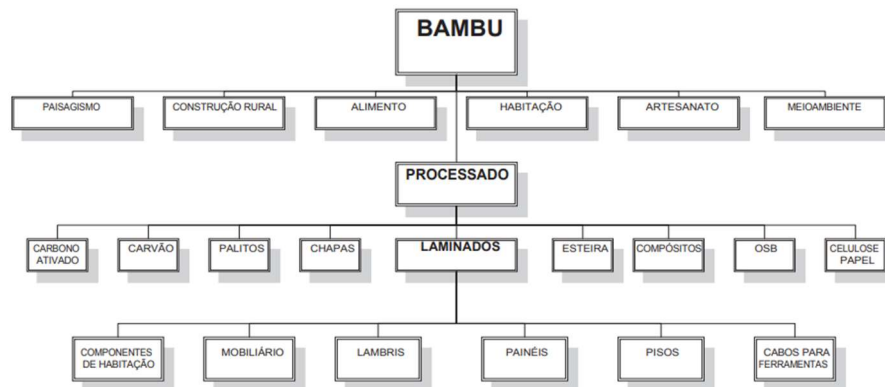 BAMBU
PAISAGISMO
CONSTRUÇÃO RURAL
ALIMENTO
HABITAÇÃO
ARTESANATO
MEIOAMBIENTE
PROCESSADO
CARBONO
ATIVADO
CARVÃO
PALITOS
CHAPAS
LAMINADOS
ESTEIRA
COMPÓSITOS
OSB
CELULOSE
PAPEL
COMPONENTES
DE HABITAÇÃO
MOBILIÁRIO
LAMBRIS
PAINÉIS
PISOS
CABOS PARA
FERRAMENTAS